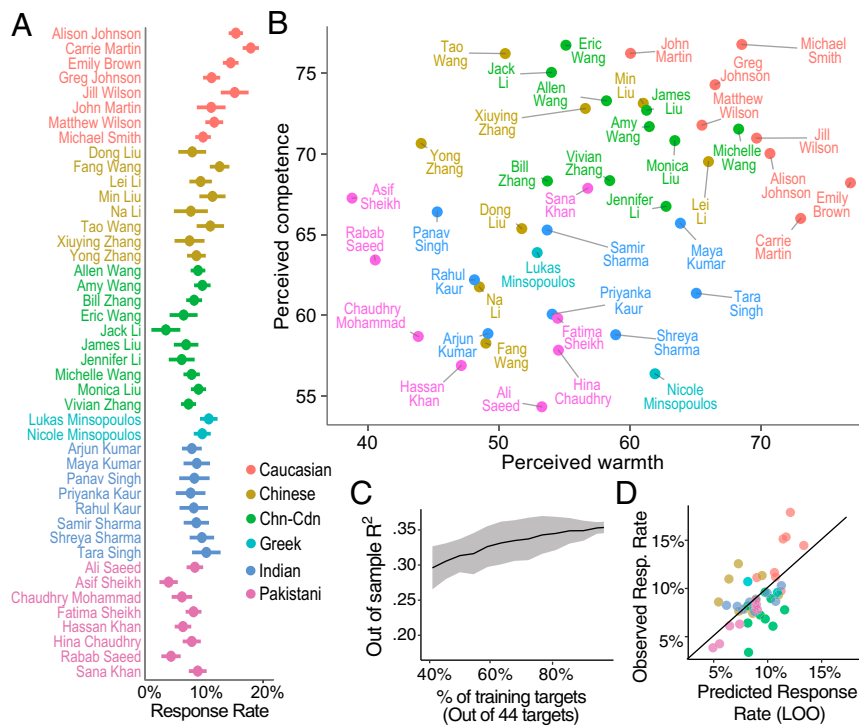 A
Alison Johnson
Carrie Martin
Emily Brown
Greg Johnson
Jill Wilson
John Martin
Matthew Wilson
Michael Smith
Dong Liu
Fang Wang
Lei Li
Min Liu
Na Li
Tao Wang
Xiuying Zhang
Yong Zhang
Allen Wang
Amy Wang
Bill Zhang
Eric Wang
Jack Li
James Liu
Jennifer Li
Michelle Wang
Monica Liu
Vivian Zhang
Lukas Minsopoulos
Nicole Minsopoulos
Arjun Kumar
Maya Kumar
Panav Singh
Priyanka Kaur
Rahul Kaur
Samir Sharma
Shreya Sharma
Tara Singh
Ali Saeed
Asif Sheikh
Chaudhry Mohammad
Fatima Sheikh
Hassan Khan
Hina Chaudhry
Rabab Saeed
Sana Khan
0% 10% 20%
Response Rate
Caucasian
Chinese
Chn-Cdn
Greek
Indian
Pakistani
B
Perceived competence
75
70
65
60
55
Tao
Wang
Eric
Wang
John
Martin
Michael
Smith
Jack
Li
Allen
Wang
Min
Liu
Greg
Johnson
Xiuying
Zhang
James
Liu
Matthew
Wilson
Amy
Wang
Yong
Zhang
Michelle
Wang
Jill
Wilson
Bill
Zhang
Vivian
Zhang
Monica
Liu
Alison
Johnson
Asif
Sheikh
Sana
Khan
Jennifer
Li
Lei
Li
Emily
Brown
Panav
Singh
Dong
Liu
Carrie
Martin
Rabab
Saeed
Samir
Sharma
Maya
Kumar
Rahul
Kaur
Lukas
Minsopoulos
Na
Li
Priyanka
Kaur
Tara
Singh
Chaudhry
Mohammad
Arjun
Kumar
Fang
Wang
Fatima
Sheikh
Shreya
Sharma
Hassan
Khan
Ali
Saeed
Hina
Chaudhry
Nicole
Minsopoulos
40 50 60 70
Perceived warmth
C
Out of sample R²
.35
.30
.25
.20
40% 60% 80%
% of training targets
(Out of 44 targets)
D
Observed Resp. Rate
15%
10%
5%
5% 10% 15%
Predicted Response
Rate (LOO)